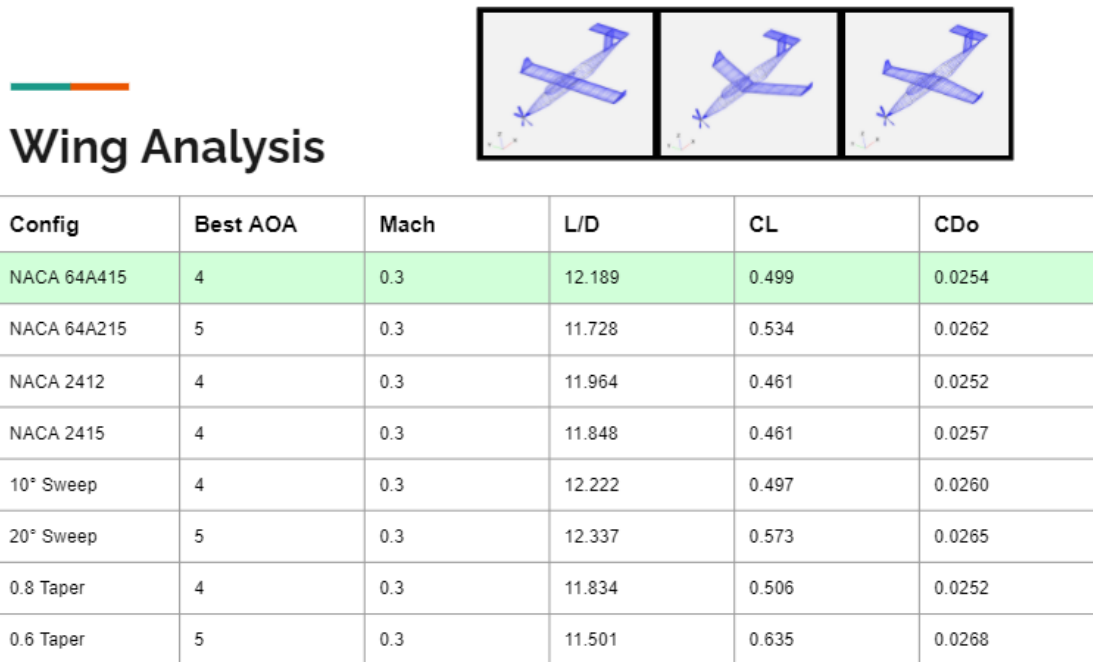 Wing Analysis
Config Best AOA Mach L/D CL CDo
NACA 64A415 4 0.3 12.189 0.499 0.0254
NACA 64A215 5 0.3 11.728 0.534 0.0262
NACA 2412 4 0.3 11.964 0.461 0.0252
NACA 2415 4 0.3 11.848 0.461 0.0257
10° Sweep 4 0.3 12.222 0.497 0.0260
20° Sweep 5 0.3 12.337 0.573 0.0265
0.8 Taper 4 0.3 11.834 0.506 0.0252
0.6 Taper 5 0.3 11.501 0.635 0.0268